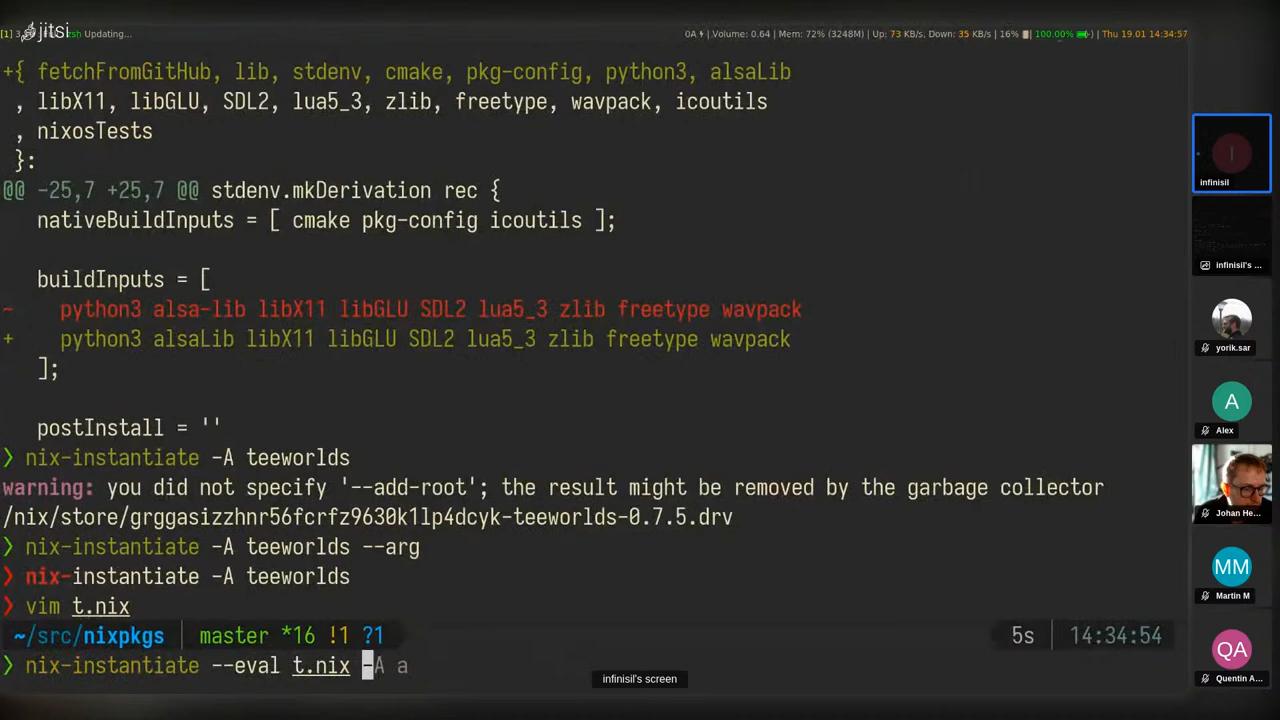 jitsi
[1] 3. zsh Updating... 0A Volume: 0.64 | Mem: 72% (3248M) | Up: 73 KB/s, Down: 35 KB/s | 16% | 100.00% | Thu 19.01 14:34:57
+{ fetchFromGitHub, lib, stdenv, cmake, pkg-config, python3, alsaLib
, libX11, libGLU, SDL2, lua5_3, zlib, freetype, wavpack, icoutils
, nixosTests
}:
@@ -25,7 +25,7 @@ stdenv.mkDerivation rec {
nativeBuildInputs = [ cmake pkg-config icoutils ];
buildInputs = [
- python3 alsa-lib libX11 libGLU SDL2 lua5_3 zlib freetype wavpack
+ python3 alsaLib libX11 libGLU SDL2 lua5_3 zlib freetype wavpack
];
postInstall = ''
❯ nix-instantiate -A teeworlds
warning: you did not specify '--add-root'; the result might be removed by the garbage collector
/nix/store/grggasizzhnr56fcrfz9630k1lp4dcyk-teeworlds-0.7.5.drv
❯ nix-instantiate -A teeworlds --arg
❯ nix-instantiate -A teeworlds
❯ vim t.nix
~/src/nixpkgs | master *16 !1 ?1 5s | 14:34:54
❯ nix-instantiate --eval t.nix -A a
infinisil's screen
I
infinisil
infinisil's ...
yorik.sar
A
Alex
Johan He...
MM
Martin M
QA
Quentin A...